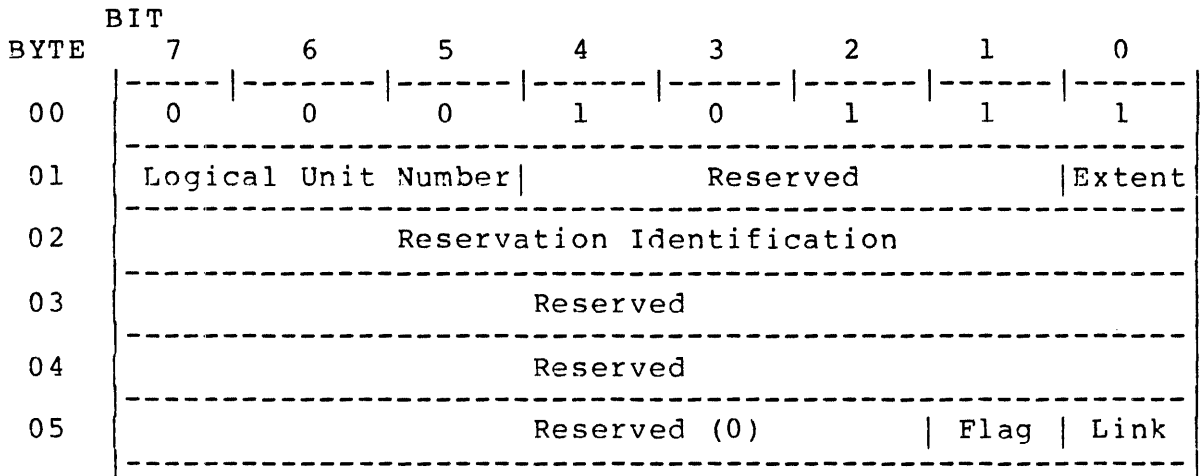 BIT
BYTE 7 6 5 4 3 2 1 0
00 0 0 0 1 0 1 1 1
01 Logical Unit Number| Reserved |Extent
02 Reservation Identification
03 Reserved
04 Reserved
05 Reserved (0) | Flag | Link